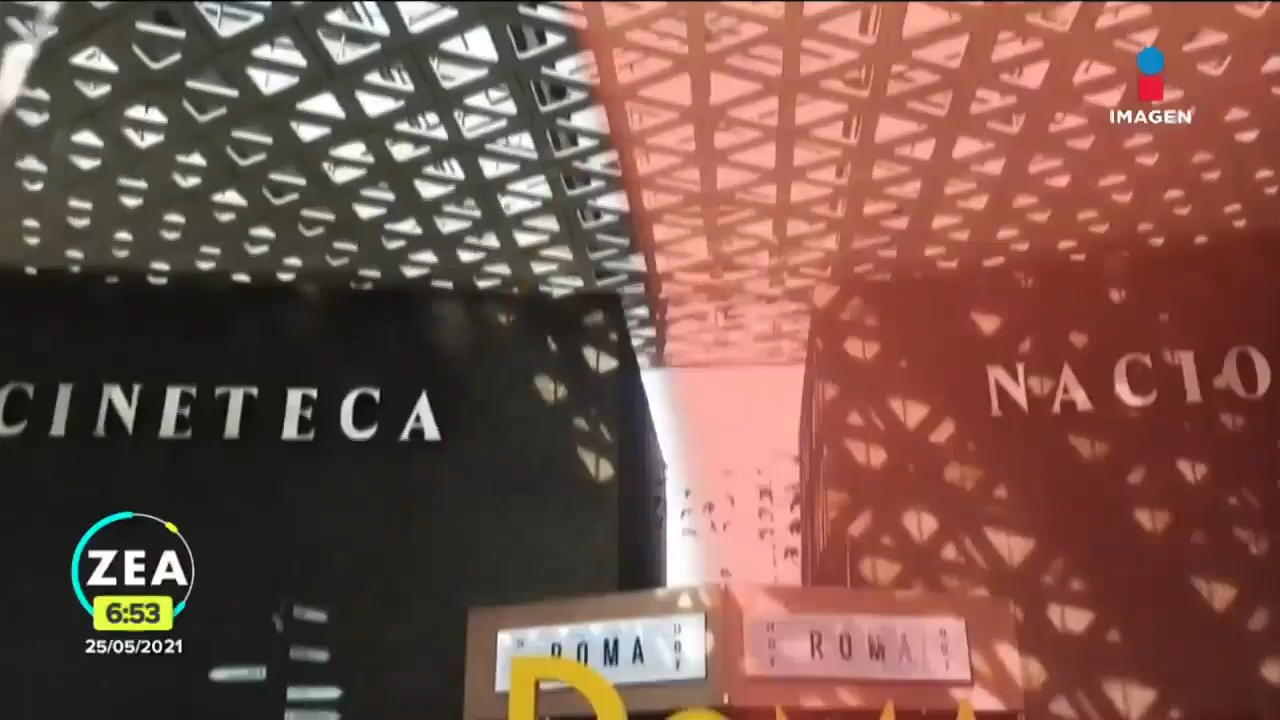 IMAGEN
CINETECA
NACIO
ZEA
6:53
25/05/2021
ROMA
ROMA